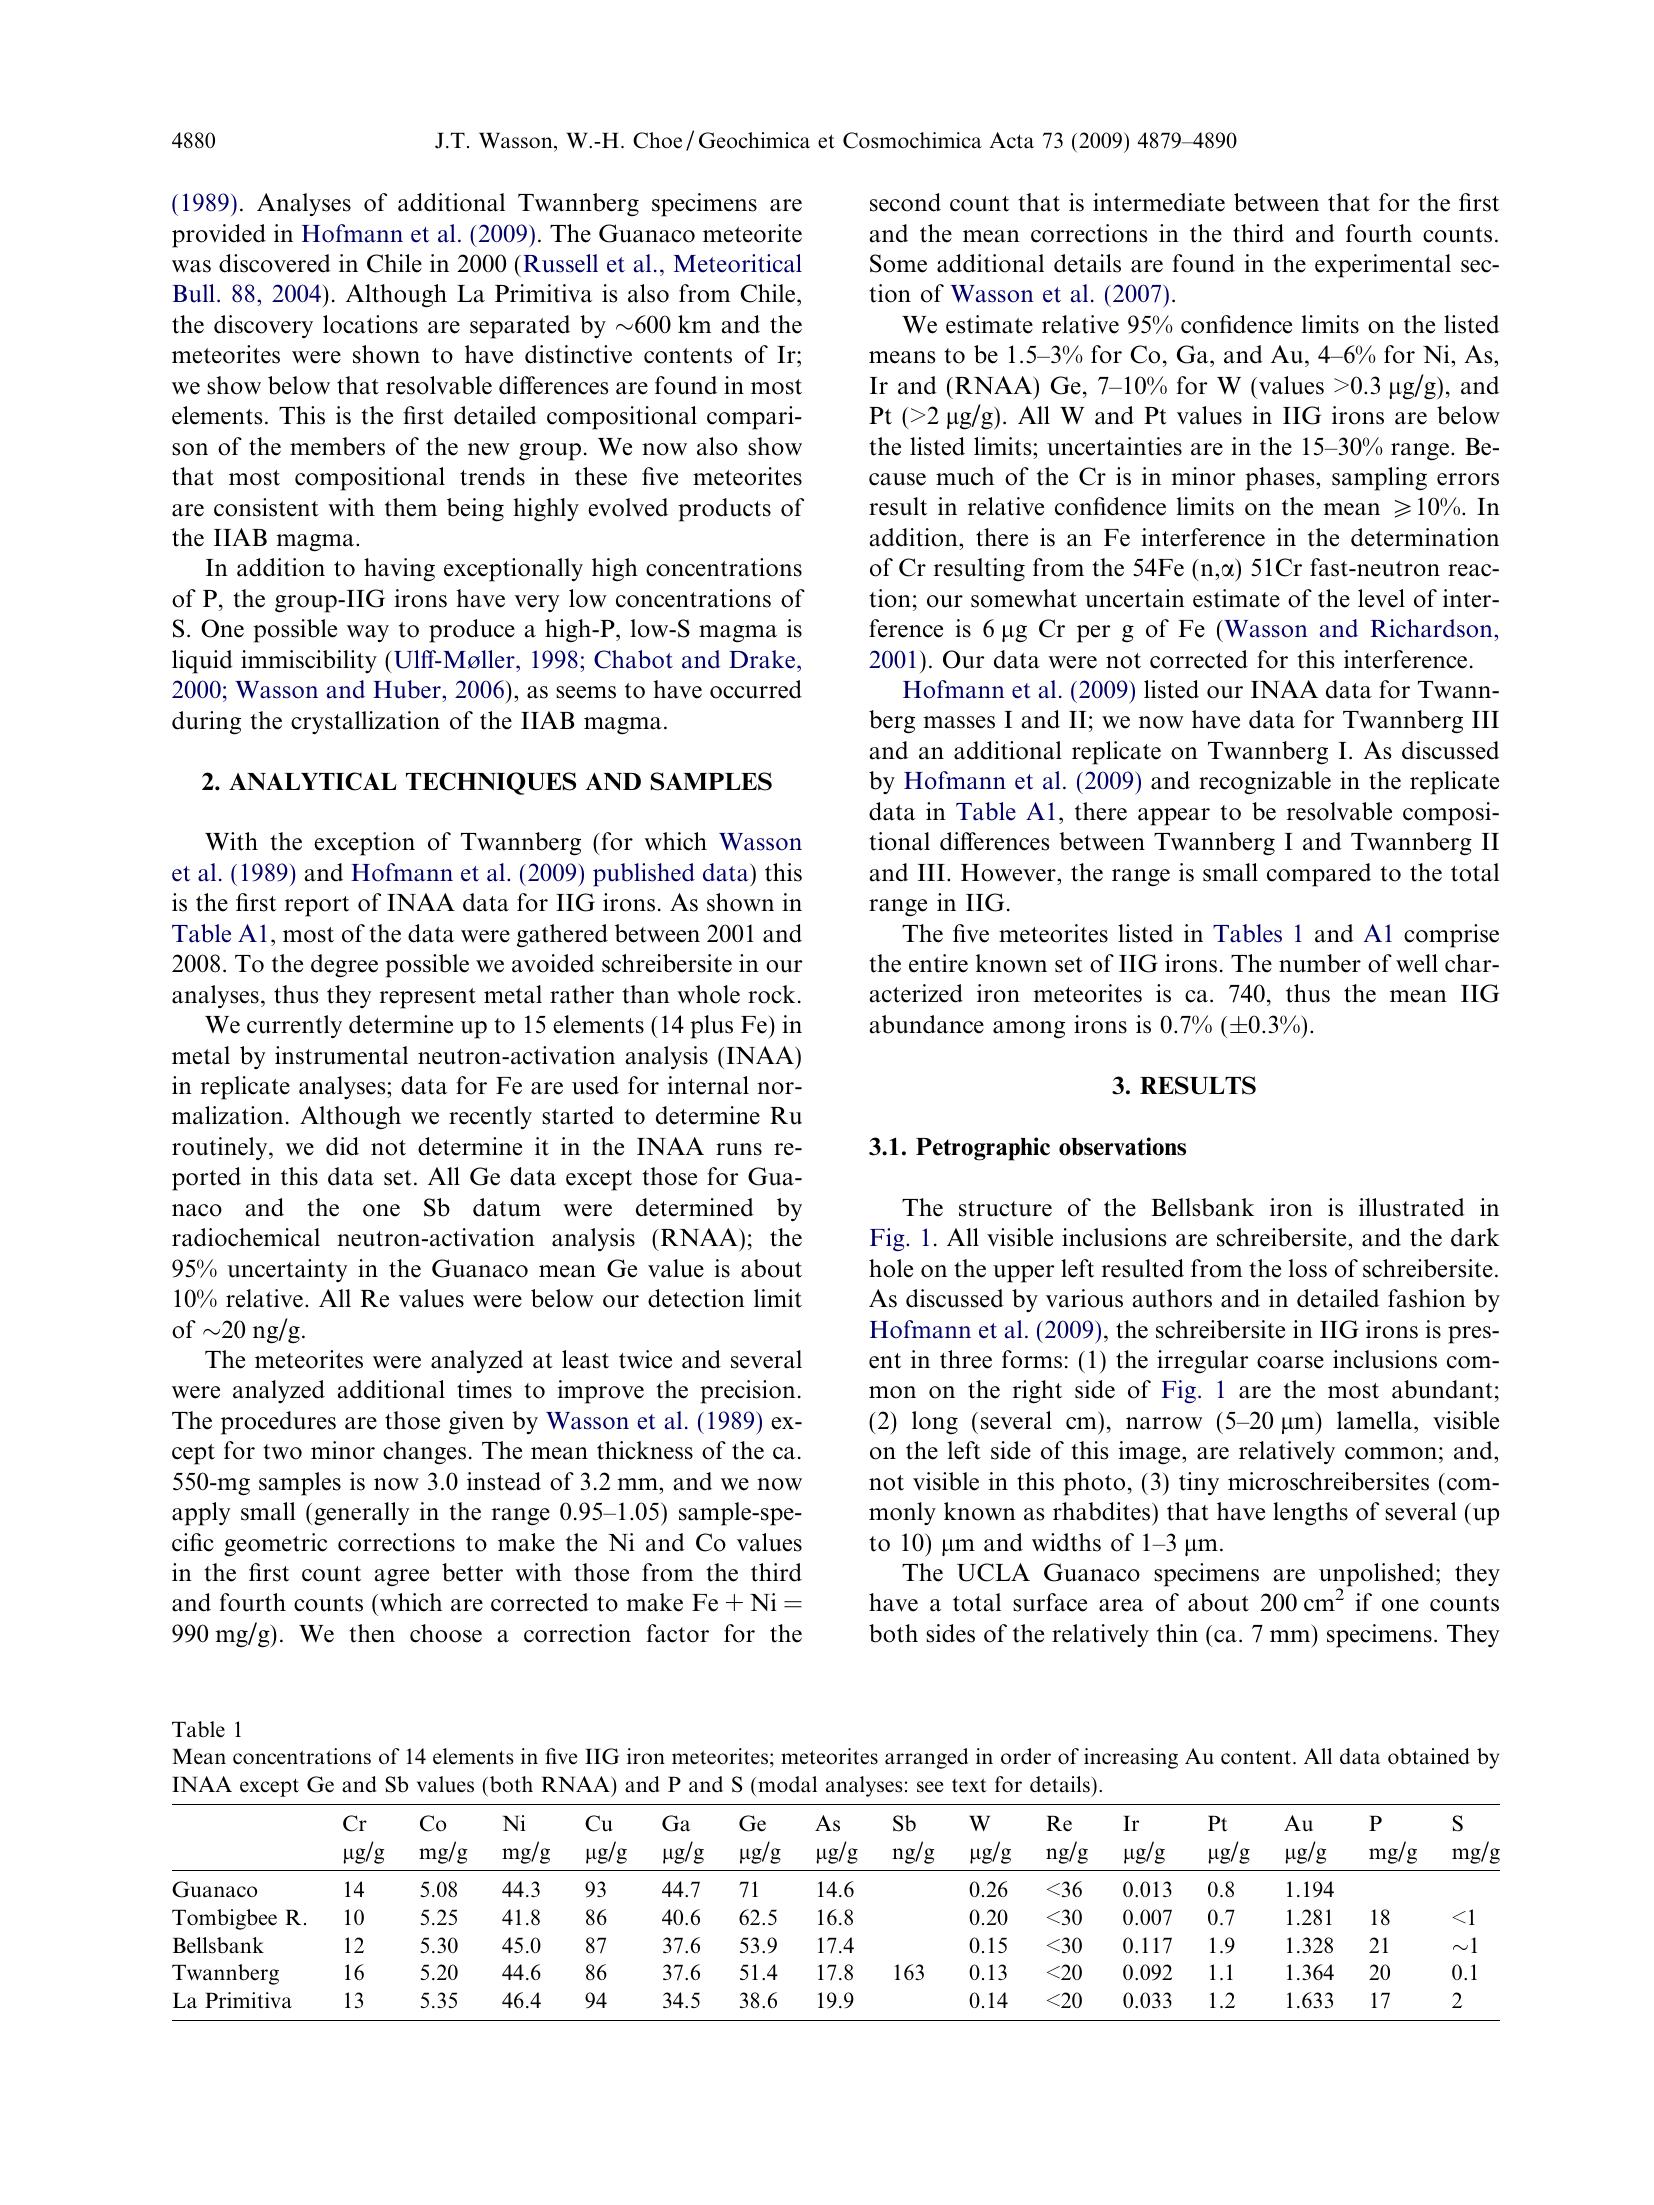 4880 J.T. Wasson, W.-H. Choe / Geochimica et Cosmochimica Acta 73 (2009) 4879–4890
(1989). Analyses of additional Twannberg specimens are
provided in Hofmann et al. (2009). The Guanaco meteorite
was discovered in Chile in 2000 (Russell et al., Meteoritical
Bull. 88, 2004). Although La Primitiva is also from Chile,
the discovery locations are separated by ∼600 km and the
meteorites were shown to have distinctive contents of Ir;
we show below that resolvable differences are found in most
elements. This is the first detailed compositional compari-
son of the members of the new group. We now also show
that most compositional trends in these five meteorites
are consistent with them being highly evolved products of
the IIAB magma.
In addition to having exceptionally high concentrations
of P, the group-IIG irons have very low concentrations of
S. One possible way to produce a high-P, low-S magma is
liquid immiscibility (Ulff-Møller, 1998; Chabot and Drake,
2000; Wasson and Huber, 2006), as seems to have occurred
during the crystallization of the IIAB magma.
2. ANALYTICAL TECHNIQUES AND SAMPLES
With the exception of Twannberg (for which Wasson
et al. (1989) and Hofmann et al. (2009) published data) this
is the first report of INAA data for IIG irons. As shown in
Table A1, most of the data were gathered between 2001 and
2008. To the degree possible we avoided schreibersite in our
analyses, thus they represent metal rather than whole rock.
We currently determine up to 15 elements (14 plus Fe) in
metal by instrumental neutron-activation analysis (INAA)
in replicate analyses; data for Fe are used for internal nor-
malization. Although we recently started to determine Ru
routinely, we did not determine it in the INAA runs re-
ported in this data set. All Ge data except those for Gua-
naco and the one Sb datum were determined by
radiochemical neutron-activation analysis (RNAA); the
95% uncertainty in the Guanaco mean Ge value is about
10% relative. All Re values were below our detection limit
of ∼20 ng/g.
The meteorites were analyzed at least twice and several
were analyzed additional times to improve the precision.
The procedures are those given by Wasson et al. (1989) ex-
cept for two minor changes. The mean thickness of the ca.
550-mg samples is now 3.0 instead of 3.2 mm, and we now
apply small (generally in the range 0.95–1.05) sample-spe-
cific geometric corrections to make the Ni and Co values
in the first count agree better with those from the third
and fourth counts (which are corrected to make Fe + Ni =
990 mg/g). We then choose a correction factor for the
second count that is intermediate between that for the first
and the mean corrections in the third and fourth counts.
Some additional details are found in the experimental sec-
tion of Wasson et al. (2007).
We estimate relative 95% confidence limits on the listed
means to be 1.5–3% for Co, Ga, and Au, 4–6% for Ni, As,
Ir and (RNAA) Ge, 7–10% for W (values >0.3 μg/g), and
Pt (>2 μg/g). All W and Pt values in IIG irons are below
the listed limits; uncertainties are in the 15–30% range. Be-
cause much of the Cr is in minor phases, sampling errors
result in relative confidence limits on the mean ⩾10%. In
addition, there is an Fe interference in the determination
of Cr resulting from the 54Fe (n,α) 51Cr fast-neutron reac-
tion; our somewhat uncertain estimate of the level of inter-
ference is 6 μg Cr per g of Fe (Wasson and Richardson,
2001). Our data were not corrected for this interference.
Hofmann et al. (2009) listed our INAA data for Twann-
berg masses I and II; we now have data for Twannberg III
and an additional replicate on Twannberg I. As discussed
by Hofmann et al. (2009) and recognizable in the replicate
data in Table A1, there appear to be resolvable composi-
tional differences between Twannberg I and Twannberg II
and III. However, the range is small compared to the total
range in IIG.
The five meteorites listed in Tables 1 and A1 comprise
the entire known set of IIG irons. The number of well char-
acterized iron meteorites is ca. 740, thus the mean IIG
abundance among irons is 0.7% (±0.3%).
3. RESULTS
3.1. Petrographic observations
The structure of the Bellsbank iron is illustrated in
Fig. 1. All visible inclusions are schreibersite, and the dark
hole on the upper left resulted from the loss of schreibersite.
As discussed by various authors and in detailed fashion by
Hofmann et al. (2009), the schreibersite in IIG irons is pres-
ent in three forms: (1) the irregular coarse inclusions com-
mon on the right side of Fig. 1 are the most abundant;
(2) long (several cm), narrow (5–20 μm) lamella, visible
on the left side of this image, are relatively common; and,
not visible in this photo, (3) tiny microschreibersites (com-
monly known as rhabdites) that have lengths of several (up
to 10) μm and widths of 1–3 μm.
The UCLA Guanaco specimens are unpolished; they
have a total surface area of about 200 cm² if one counts
both sides of the relatively thin (ca. 7 mm) specimens. They
Table 1
Mean concentrations of 14 elements in five IIG iron meteorites; meteorites arranged in order of increasing Au content. All data obtained by
INAA except Ge and Sb values (both RNAA) and P and S (modal analyses: see text for details).
Cr Co Ni Cu Ga Ge As Sb W Re Ir Pt Au P S
μg/g mg/g mg/g μg/g μg/g μg/g μg/g ng/g μg/g ng/g μg/g μg/g μg/g mg/g mg/g
Guanaco 14 5.08 44.3 93 44.7 71 14.6 0.26 <36 0.013 0.8 1.194
Tombigbee R. 10 5.25 41.8 86 40.6 62.5 16.8 0.20 <30 0.007 0.7 1.281 18 <1
Bellsbank 12 5.30 45.0 87 37.6 53.9 17.4 0.15 <30 0.117 1.9 1.328 21 ∼1
Twannberg 16 5.20 44.6 86 37.6 51.4 17.8 163 0.13 <20 0.092 1.1 1.364 20 0.1
La Primitiva 13 5.35 46.4 94 34.5 38.6 19.9 0.14 <20 0.033 1.2 1.633 17 2